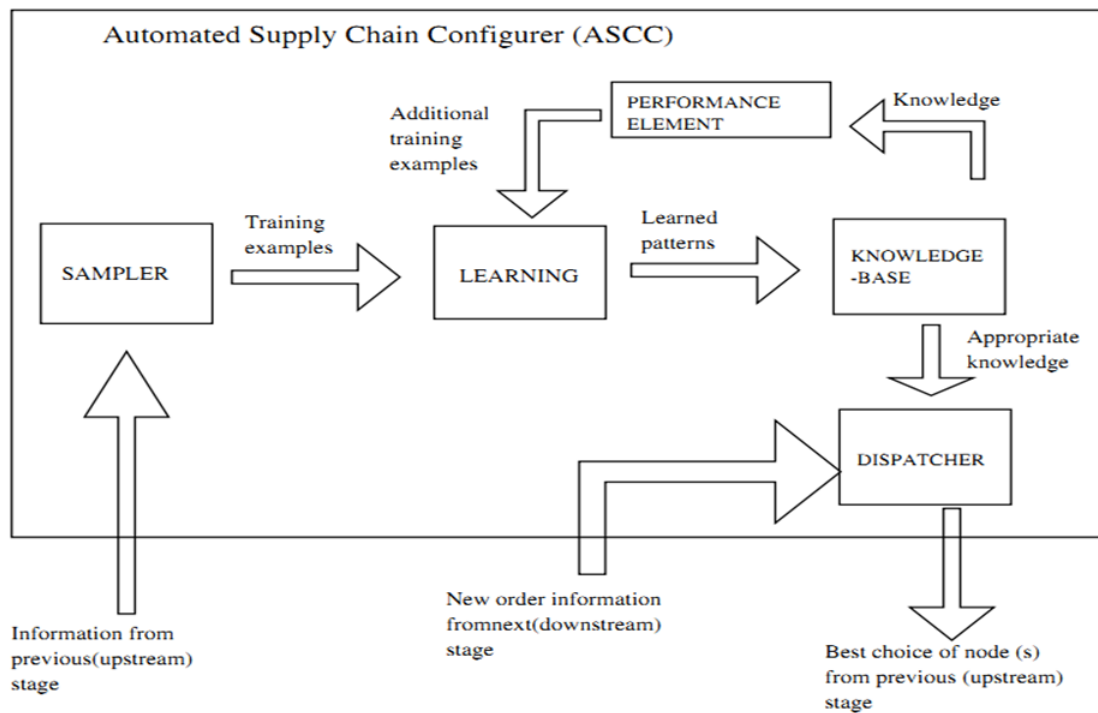 Automated Supply Chain Configurer (ASCC)
PERFORMANCE
ELEMENT
Knowledge
Additional
training
examples
Training
examples
Learned
patterns
SAMPLER
LEARNING
KNOWLEDGE
-BASE
Appropriate
knowledge
DISPATCHER
Information from
previous(upstream)
stage
New order information
fromnext(downstream)
stage
Best choice of node (s)
from previous (upstream)
stage